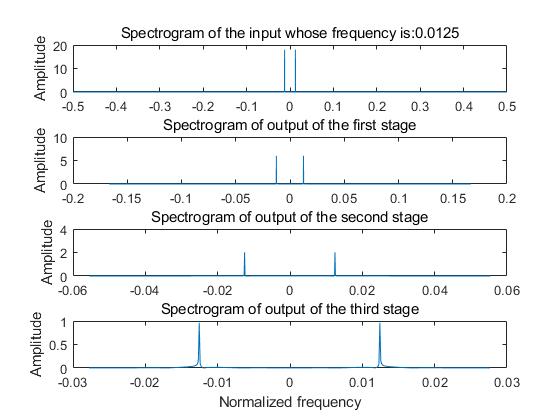 Spectrogram of the input whose frequency is:0.0125
Amplitude
20
10
0
-0.5 -0.4 -0.3 -0.2 -0.1 0 0.1 0.2 0.3 0.4 0.5
Spectrogram of output of the first stage
Amplitude
10
5
0
-0.2 -0.15 -0.1 -0.05 0 0.05 0.1 0.15 0.2
Spectrogram of output of the second stage
Amplitude
4
2
0
-0.06 -0.04 -0.02 0 0.02 0.04 0.06
Spectrogram of output of the third stage
Amplitude
1
0.5
0
-0.03 -0.02 -0.01 0 0.01 0.02 0.03
Normalized frequency